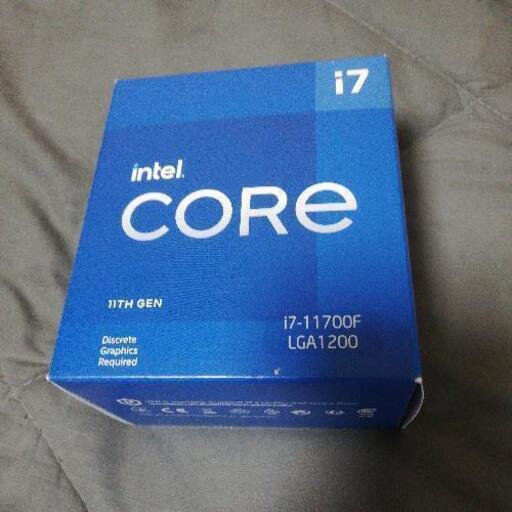 i7
intel.
CORE
11TH GEN
i7-11700F
LGA1200
Discrete
Graphics
Required